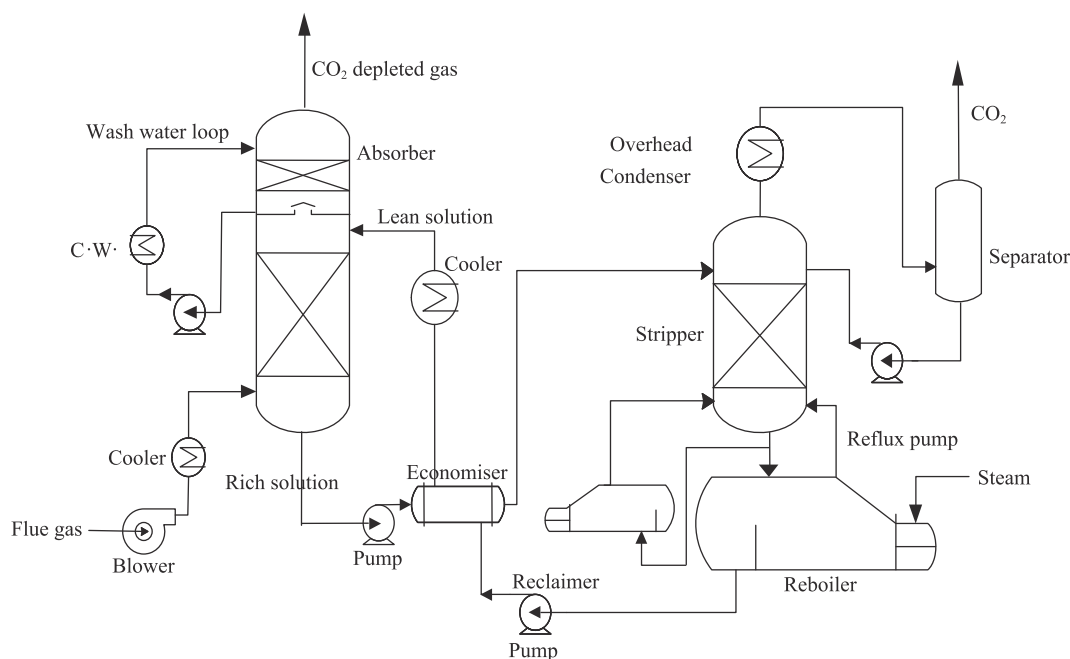 CO₂ depleted gas
Wash water loop
Absorber
Overhead
Condenser
CO₂
Lean solution
C·W·
Cooler
Separator
Stripper
Cooler
Reflux pump
Economiser
Rich solution
Steam
Flue gas
Blower
Pump
Reclaimer
Reboiler
Pump